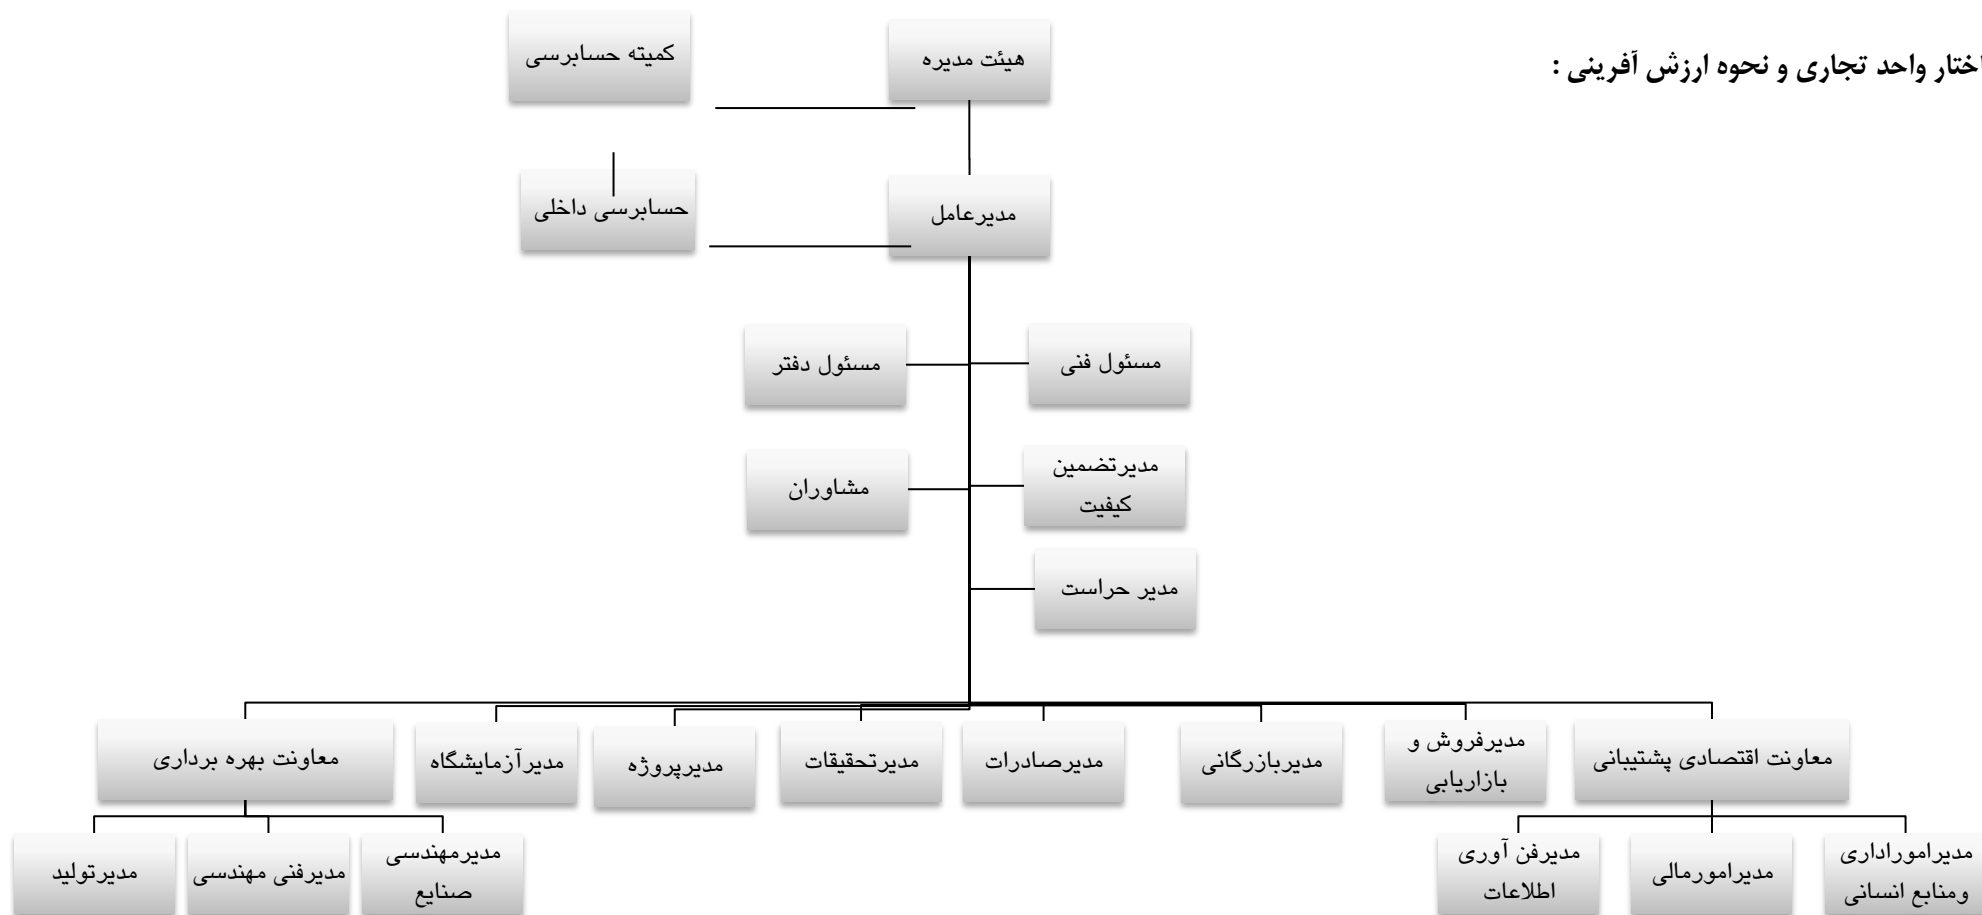 اختار واحد تجاری و نحوه ارزش آفرینی :
هیئت مدیره
کمیته حسابرسی
مدیرعامل
حسابرسی داخلی
مسئول فنی
مسئول دفتر
مدیرتضمین
کیفیت
مشاوران
مدیر حراست
معاونت اقتصادی پشتیبانی
مدیرفروش و
بازاریابی
مدیربازرگانی
مدیرصادرات
مدیرتحقیقات
مدیرپروژه
مدیرآزمایشگاه
معاونت بهره برداری
مدیراموراداری
ومنابع انسانی
مدیرامورمالی
مدیرفن آوری
اطلاعات
مدیرمهندسی
صنایع
مدیرفنی مهندسی
مدیرتولید